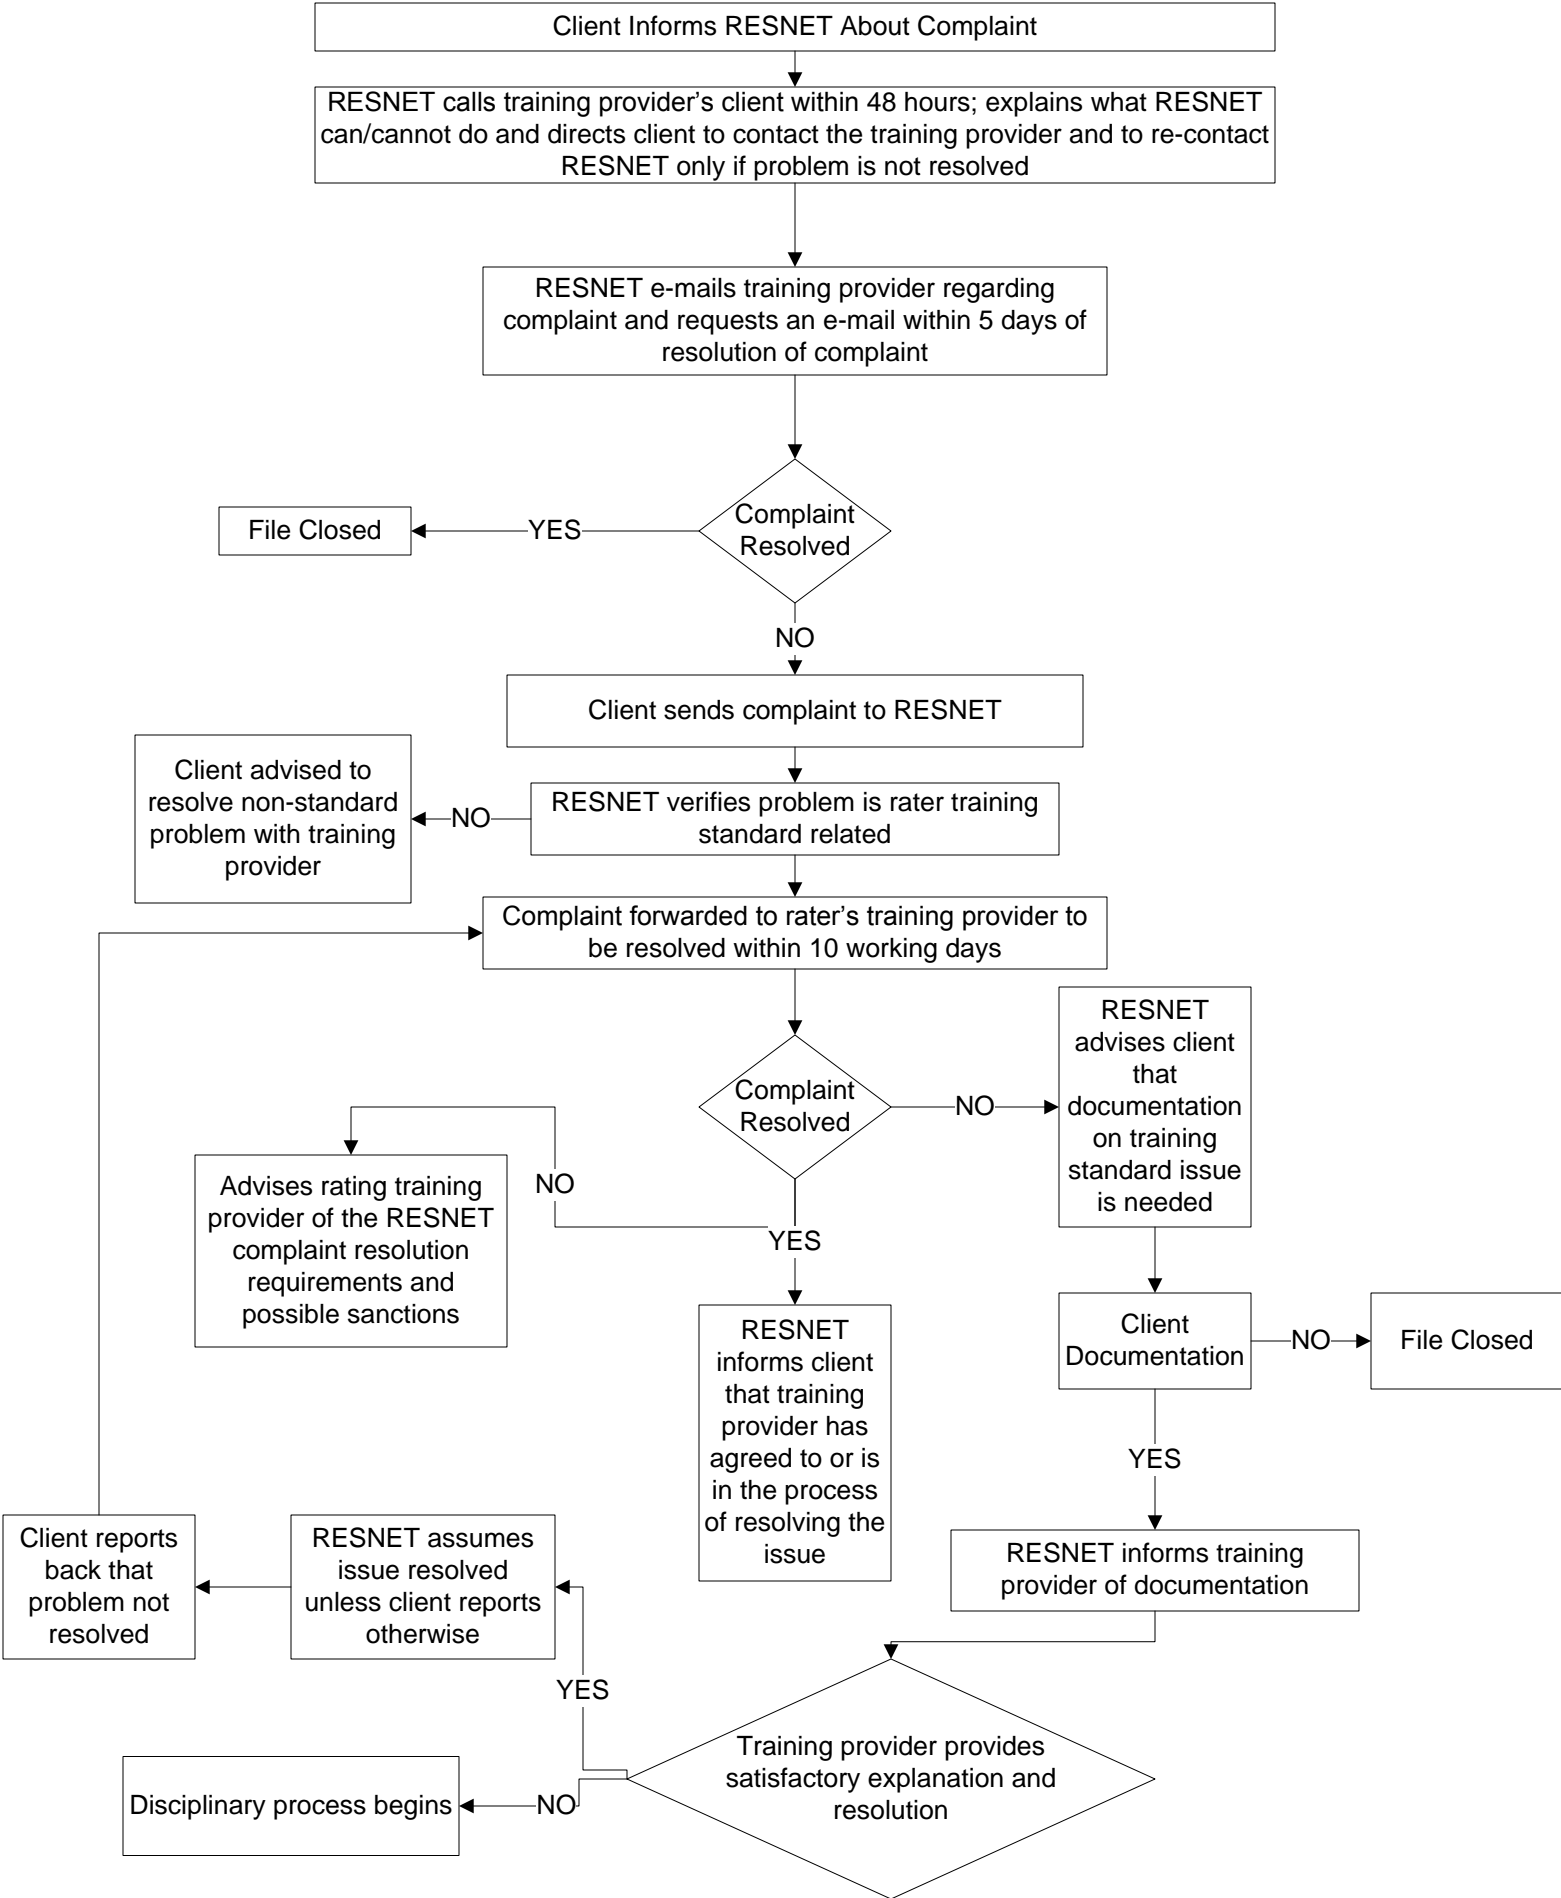 Client Informs RESNET About Complaint
RESNET calls training provider’s client within 48 hours; explains what RESNET
can/cannot do and directs client to contact the training provider and to re-contact
RESNET only if problem is not resolved
RESNET e-mails training provider regarding
complaint and requests an e-mail within 5 days of
resolution of complaint
Complaint
Resolved
YES
File Closed
NO
Client sends complaint to RESNET
RESNET verifies problem is rater training
standard related
NO
Client advised to
resolve non-standard
problem with training
provider
Complaint forwarded to rater’s training provider to
be resolved within 10 working days
Complaint
Resolved
NO
RESNET
advises client
that
documentation
on training
standard issue
is needed
NO
Advises rating training
provider of the RESNET
complaint resolution
requirements and
possible sanctions
YES
RESNET
informs client
that training
provider has
agreed to or is
in the process
of resolving the
issue
Client
Documentation
NO
File Closed
YES
RESNET informs training
provider of documentation
Training provider provides
satisfactory explanation and
resolution
YES
RESNET assumes
issue resolved
unless client reports
otherwise
Client reports
back that
problem not
resolved
NO
Disciplinary process begins